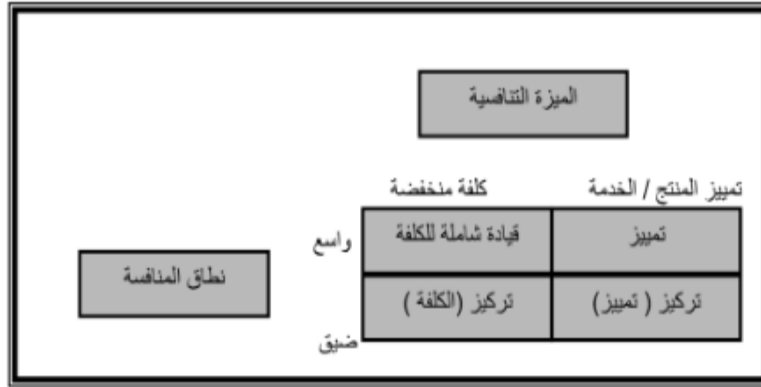 الميزة التنافسية
تمييز المنتج / الخدمة
كلفة منخفضة
تمييز
قيادة شاملة للكلفة
واسع
نطاق المنافسة
تركيز ( تمييز)
تركيز (الكلفة )
ضيق